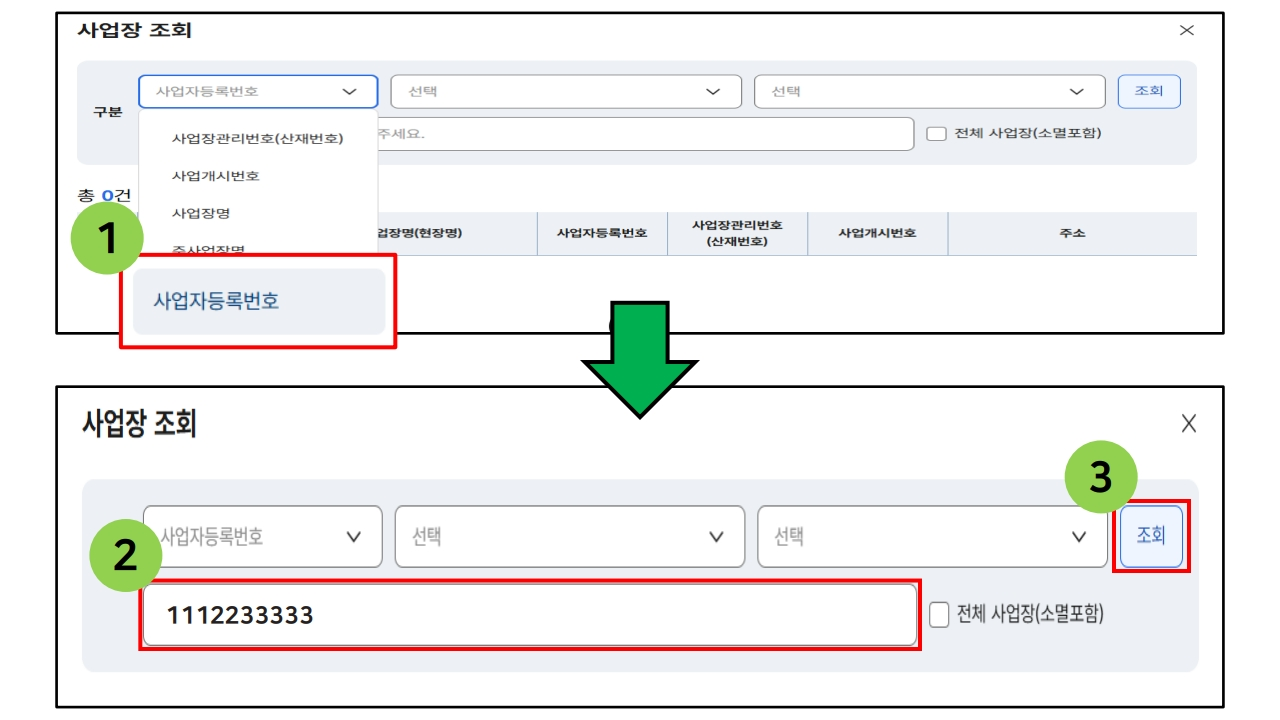 사업장 조회
구분
사업자등록번호
선택
선택
조회
주세요.
전체 사업장(소멸포함)
사업장관리번호(산재번호)
사업개시번호
사업장명
주사업장명
사업자등록번호
총 0건
1
업장명(현장명)
사업자등록번호
사업장관리번호
(산재번호)
사업개시번호
주소
사업장 조회
3
사업자등록번호
선택
선택
조회
2
1112233333
전체 사업장(소멸포함)